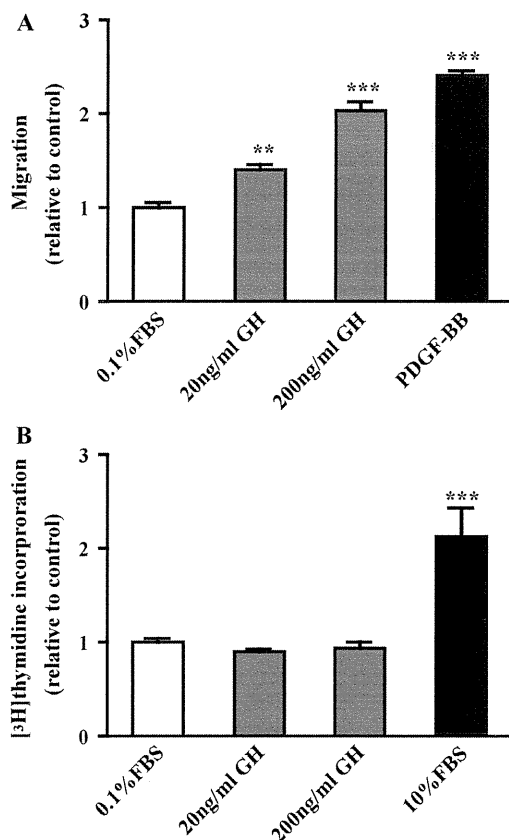 A
Migration
(relative to control)
3
2
1
0
**
***
***
0.1%FBS
20ng/ml GH
200ng/ml GH
PDGF-BB
B
[³H]thymidine incorproration
(relative to control)
3
2
1
0
***
0.1%FBS
20ng/ml GH
200ng/ml GH
10%FBS